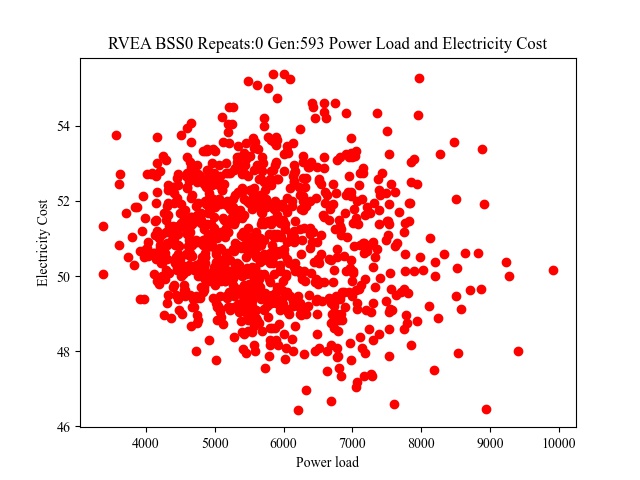 RVEA BSS0 Repeats:0 Gen:593 Power Load and Electricity Cost
54
52
50
48
46
Electricity Cost
4000 5000 6000 7000 8000 9000 10000
Power load